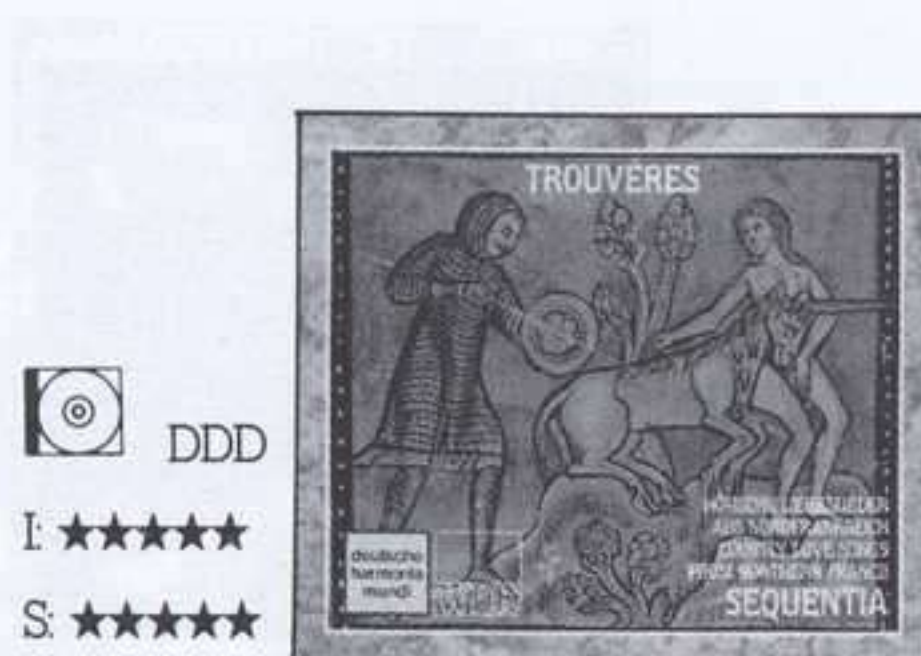 TROUVÈRES
DDD
I: ★★★★★
S: ★★★★★
deutsche
harmonia
mundi
HÖFISCHE LIEBESLIEDER
AUS NORDFRANKREICH
COURTLY LOVE SONGS
FROM NORTHERN FRANCE
SEQUENTIA